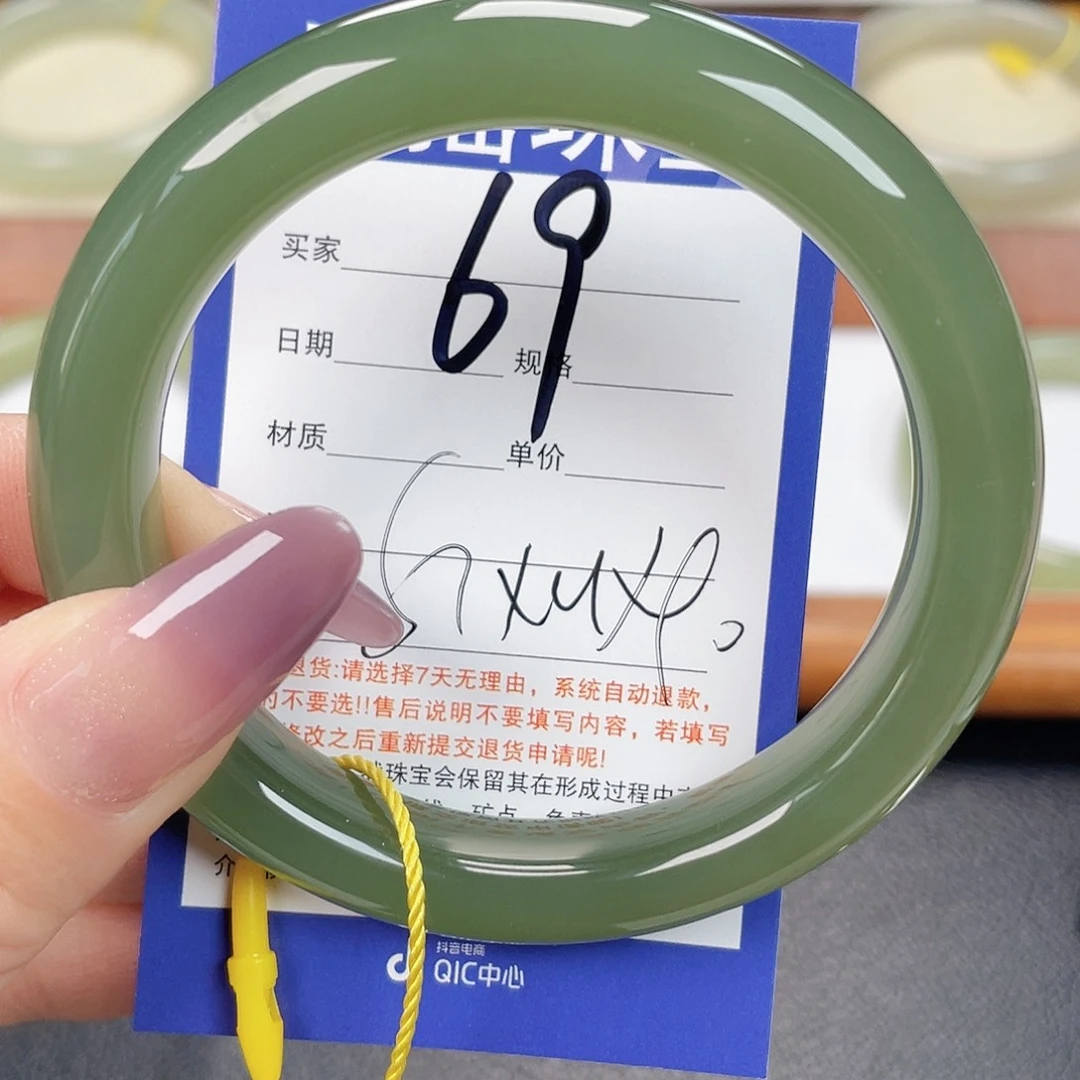 69
买家
日期 规格
材质 单价
退货:请选择7天无理由，系统自动退款，
的不要选!!售后说明不要填写内容，若填写
修改之后重新提交退货申请呢!
珠宝会保留其在形成过程中
矿点
介
抖音电商
QIC中心